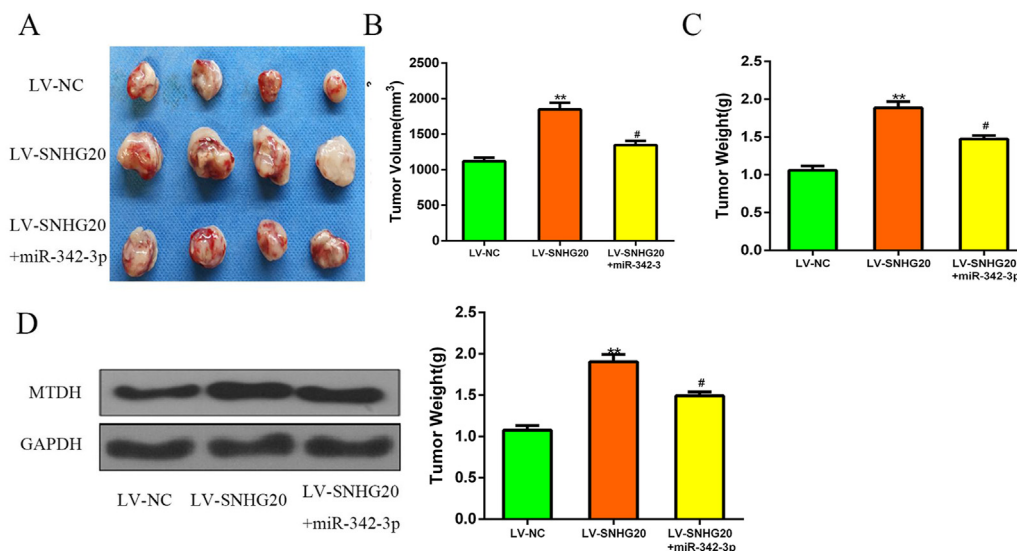 A
LV-NC
LV-SNHG20
LV-SNHG20
+miR-342-3p
B
Tumor Volume(mm³)
2500
2000
1500
1000
500
0
**
#
LV-NC
LV-SNHG20
LV-SNHG20
+miR-342-3
C
Tumor Weight(g)
2.5
2.0
1.5
1.0
0.5
0.0
**
#
LV-NC
LV-SNHG20
LV-SNHG20
+miR-342-3p
D
MTDH
GAPDH
LV-NC
LV-SNHG20
LV-SNHG20
+miR-342-3p
Tumor Weight(g)
2.5
2.0
1.5
1.0
0.5
0.0
**
#
LV-NC
LV-SNHG20
LV-SNHG20
+miR-342-3p